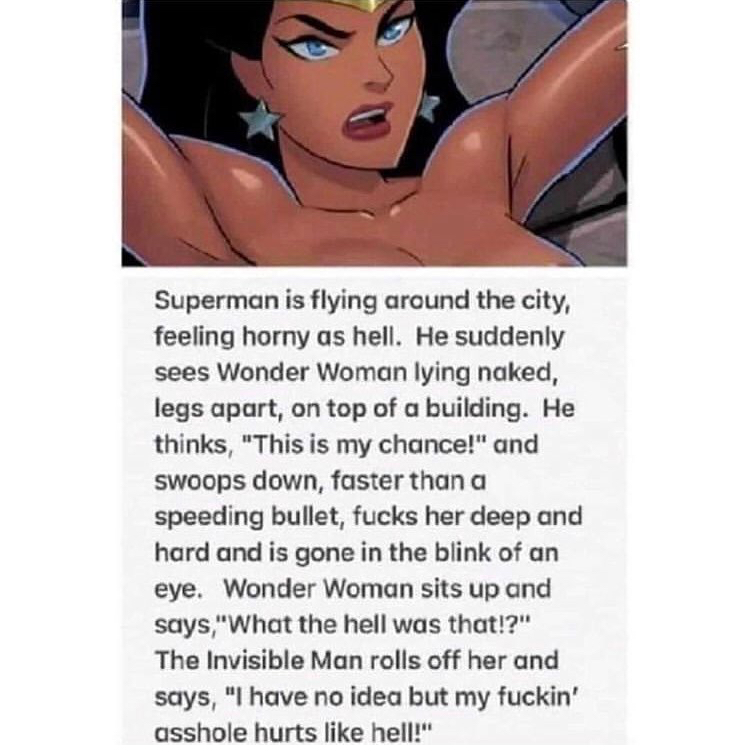 Superman is flying around the city,
feeling horny as hell.  He suddenly
sees Wonder Woman lying naked,
legs apart, on top of a building.  He
thinks, "This is my chance!" and
swoops down, faster than a
speeding bullet, fucks her deep and
hard and is gone in the blink of an
eye.   Wonder Woman sits up and
says,"What the hell was that!?"
The Invisible Man rolls off her and
says, "I have no idea but my fuckin'
asshole hurts like hell!"